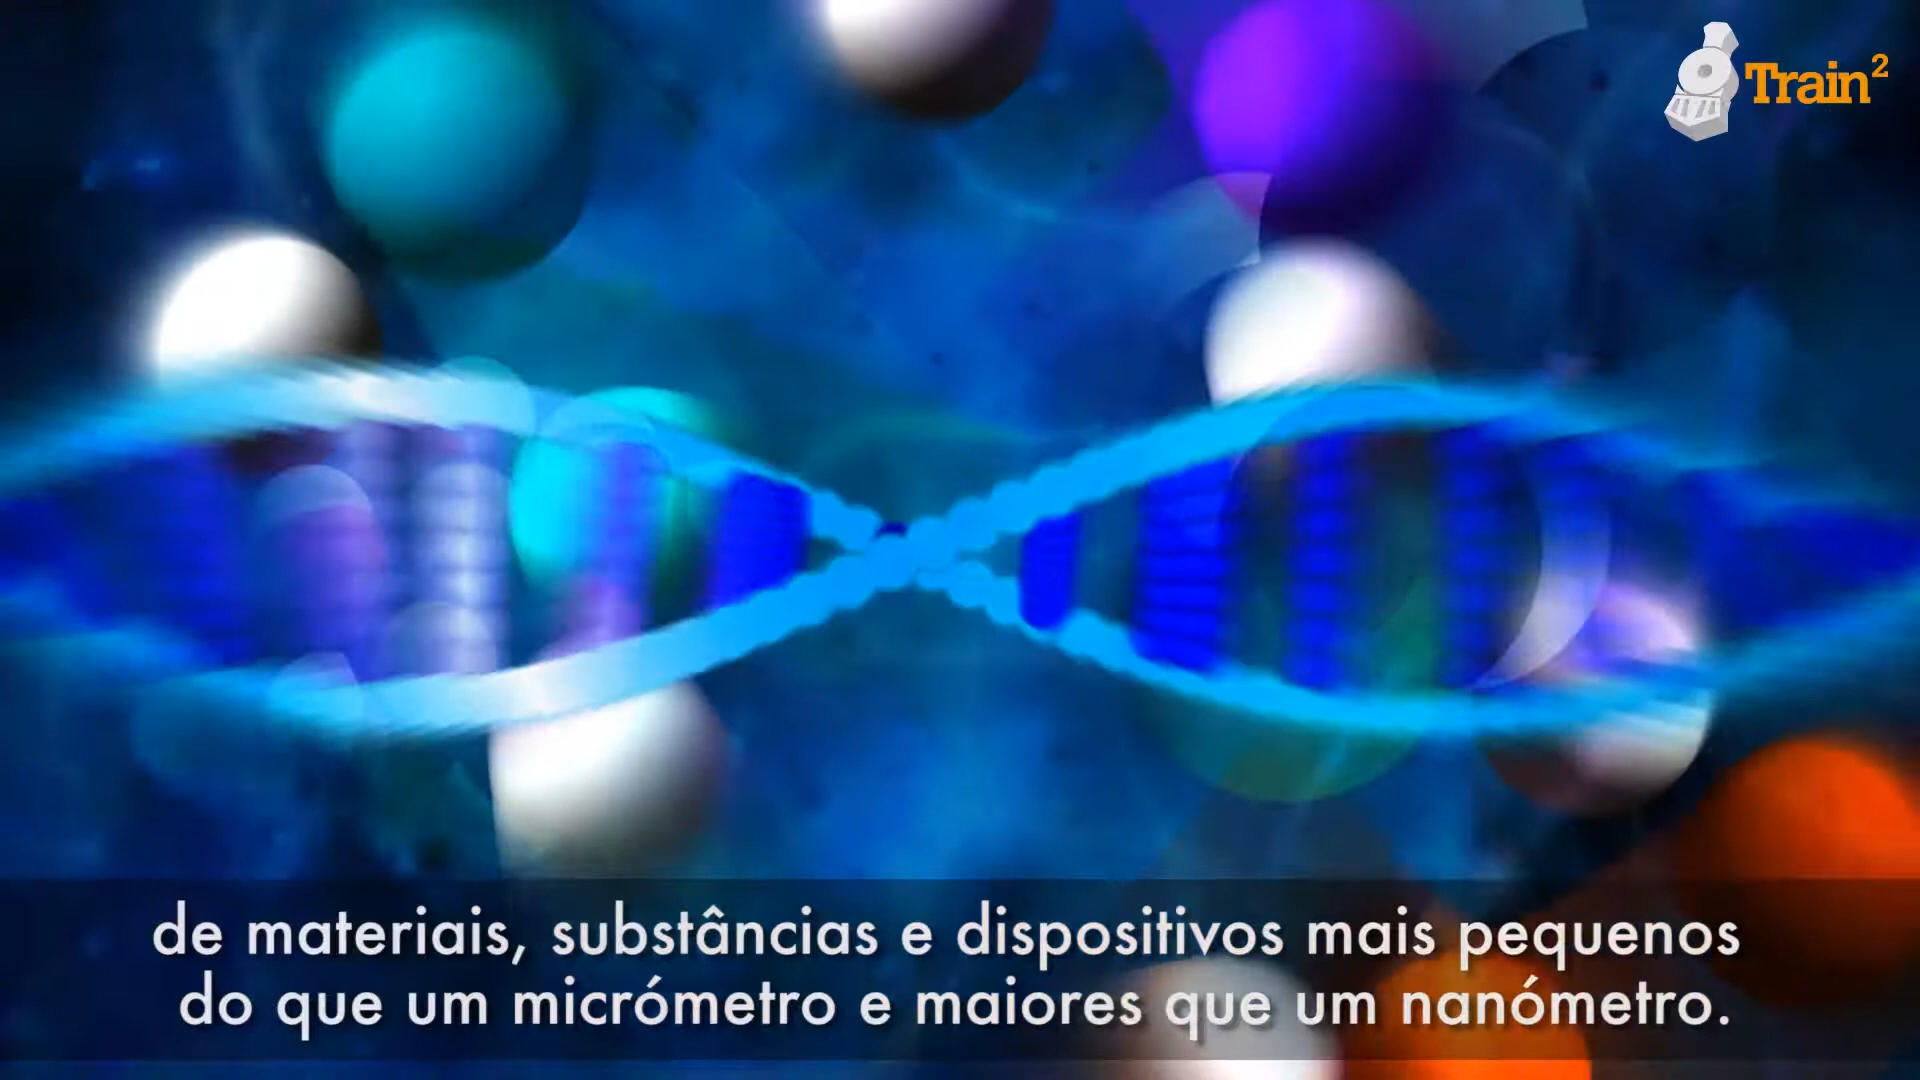 Train²
de materiais, substâncias e dispositivos mais pequenos
do que um micrómetro e maiores que um nanómetro.